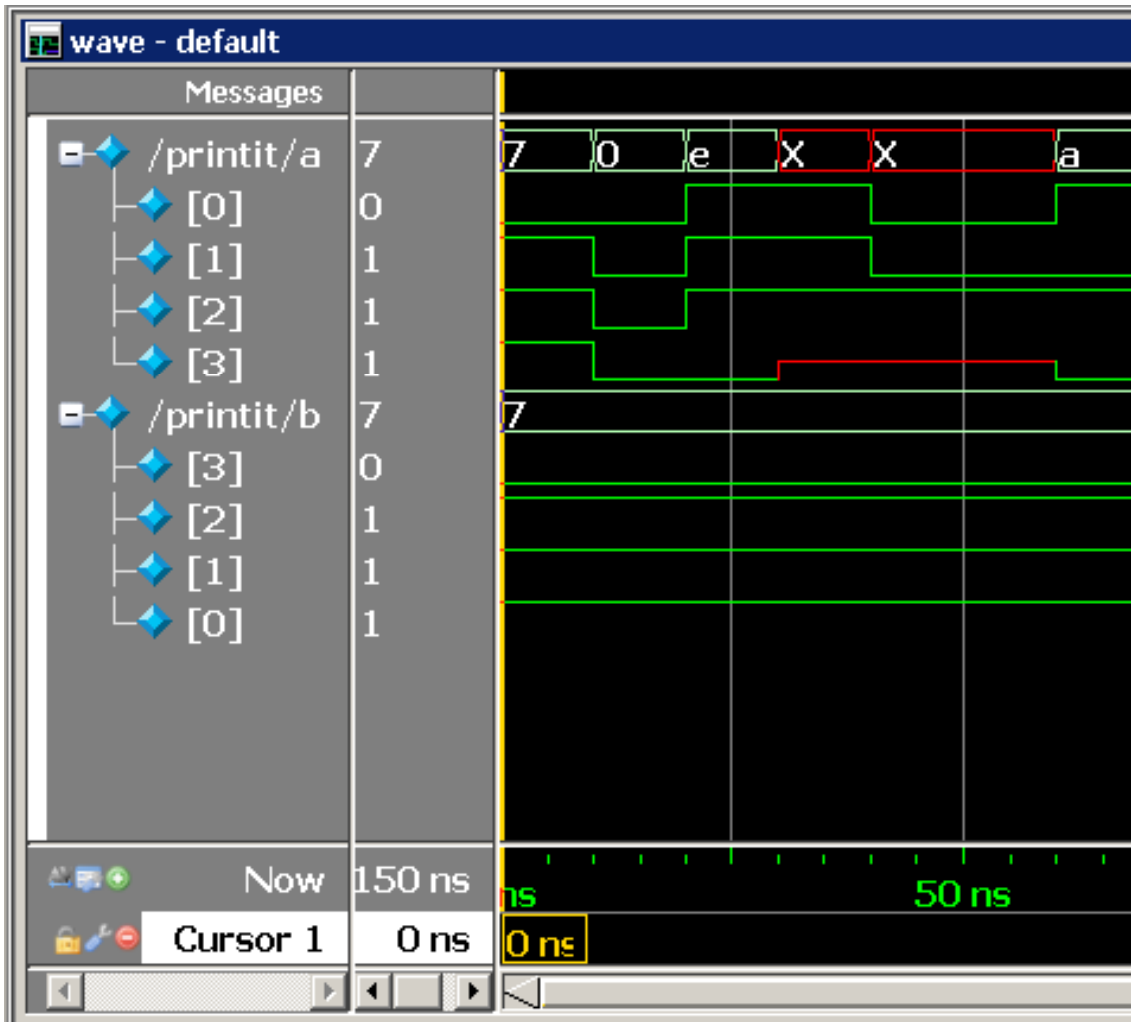 wave - default
Messages
/printit/a 7 7 0 e X X a
[0] 0
[1] 1
[2] 1
[3] 1
/printit/b 7 7
[3] 0
[2] 1
[1] 1
[0] 1
Now 150 ns ns 50 ns
Cursor 1 0 ns 0 ns